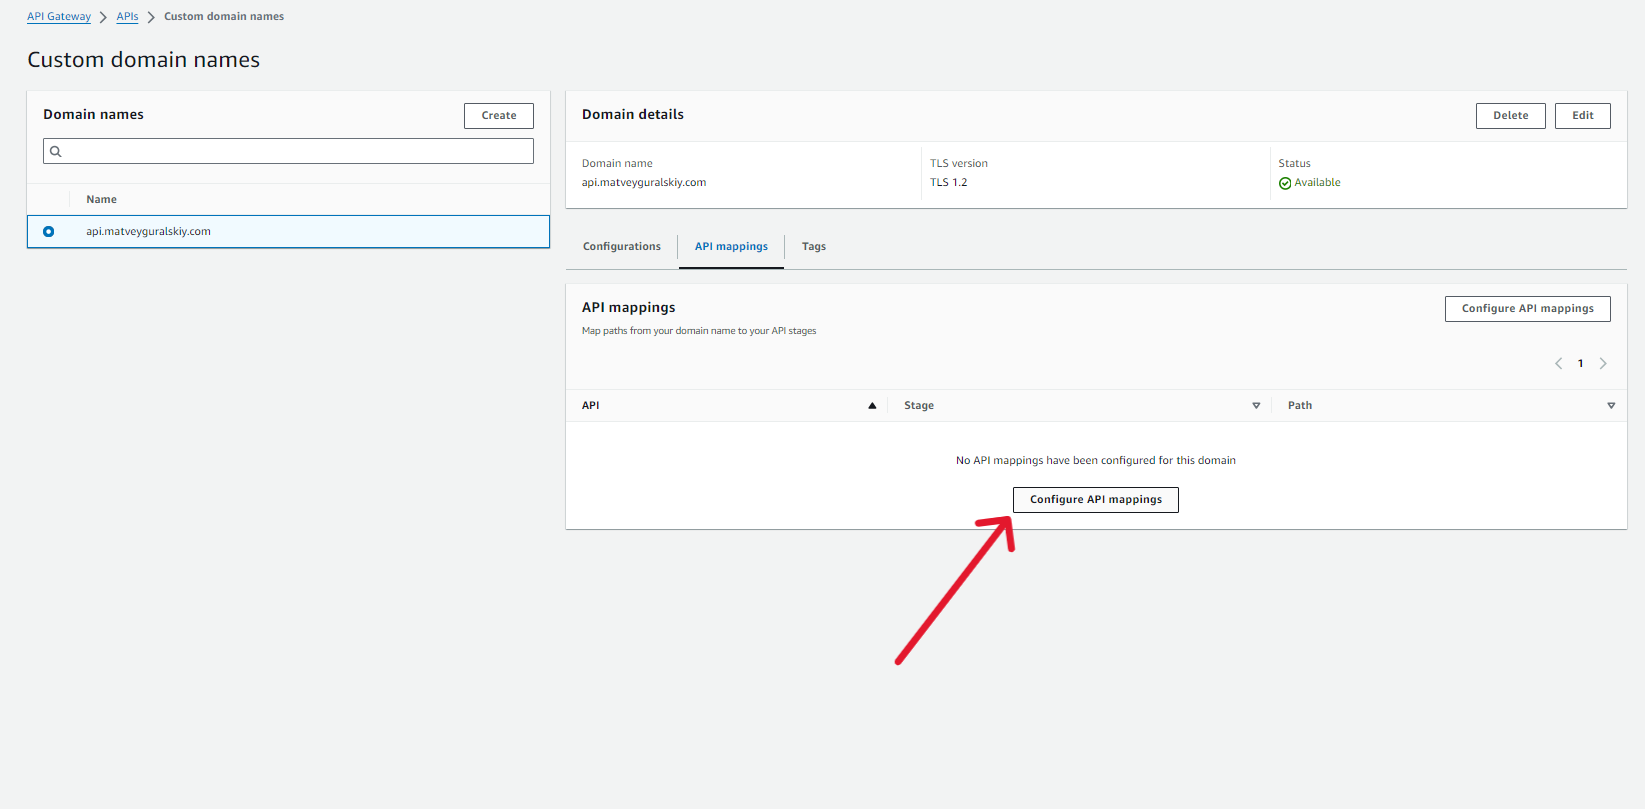 API Gateway > APIs > Custom domain names
Custom domain names
Domain names
Create
Name
api.matveyguralskiy.com
Domain details
Delete
Edit
Domain name
api.matveyguralskiy.com
TLS version
TLS 1.2
Status
Available
Configurations
API mappings
Tags
API mappings
Configure API mappings
Map paths from your domain name to your API stages
1
API
Stage
Path
No API mappings have been configured for this domain
Configure API mappings